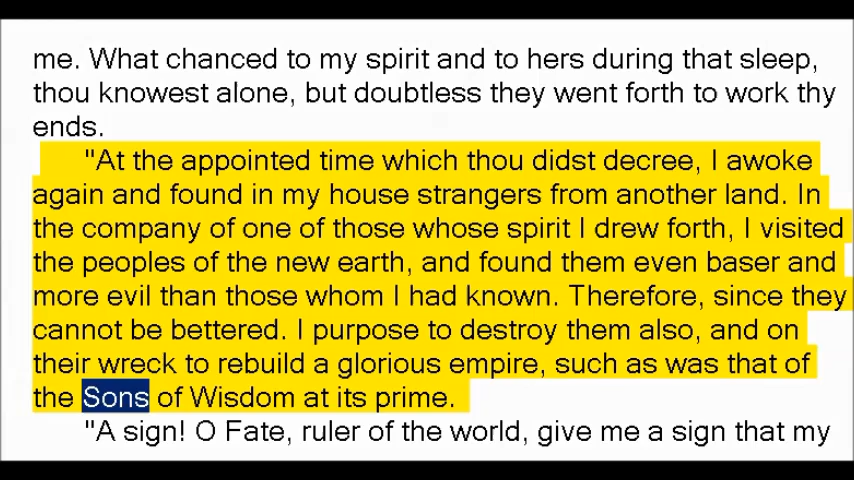 me. What chanced to my spirit and to hers during that sleep,
thou knowest alone, but doubtless they went forth to work thy
ends.
"At the appointed time which thou didst decree, I awoke
again and found in my house strangers from another land. In
the company of one of those whose spirit I drew forth, I visited
the peoples of the new earth, and found them even baser and
more evil than those whom I had known. Therefore, since they
cannot be bettered. I purpose to destroy them also, and on
their wreck to rebuild a glorious empire, such as was that of
the Sons of Wisdom at its prime.
"A sign! O Fate, ruler of the world, give me a sign that my